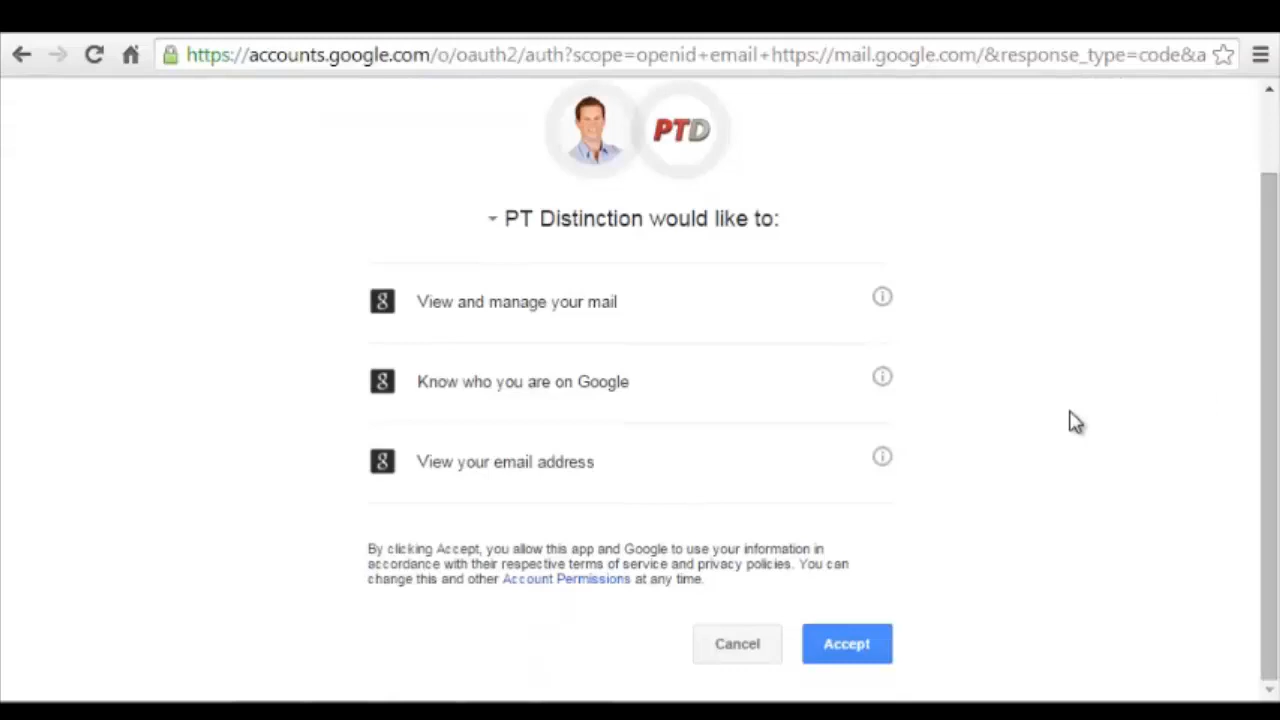 https://accounts.google.com/o/oauth2/auth?scope=openid+email+https://mail.google.com/&response_type=code&a
PTD
PT Distinction would like to:
8 View and manage your mail
8 Know who you are on Google
8 View your email address
By clicking Accept, you allow this app and Google to use your information in
accordance with their respective terms of service and privacy policies. You can
change this and other Account Permissions at any time.
Cancel Accept